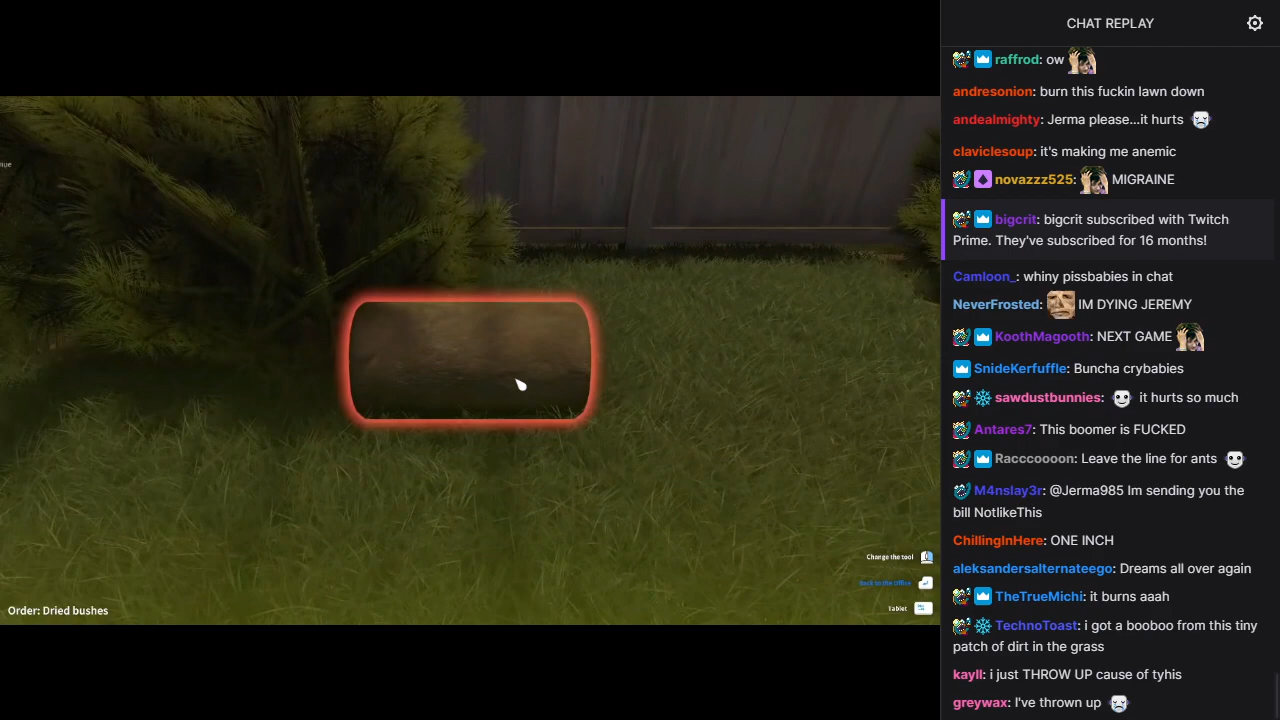 nue
Order: Dried bushes
Change the tool
Back to the Office
Tablet
CHAT REPLAY
raffrod: ow
andresonion: burn this fuckin lawn down
andealmighty: Jerma please...it hurts
claviclesoup: it's making me anemic
novazzz525: MIGRAINE
bigcrit: bigcrit subscribed with Twitch
Prime. They've subscribed for 16 months!
Camloon_: whiny pissbabies in chat
NeverFrosted: IM DYING JEREMY
KoothMagooth: NEXT GAME
SnideKerfuffle: Buncha crybabies
sawdustbunnies: it hurts so much
Antares7: This boomer is FUCKED
Racccoooon: Leave the line for ants
M4nslay3r: @Jerma985 Im sending you the
bill NotlikeThis
ChillingInHere: ONE INCH
aleksandersalternateego: Dreams all over again
TheTrueMichi: it burns aaah
TechnoToast: i got a booboo from this tiny
patch of dirt in the grass
kayll: i just THROW UP cause of tyhis
greywax: I've thrown up